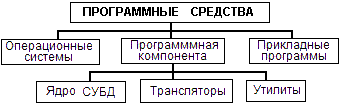 ПРОГРАММНЫЕ СРЕДСТВА
Операционные
системы
Программмная
компонента
Прикладные
программы
Ядро СУБД
Трансляторы
Утилиты